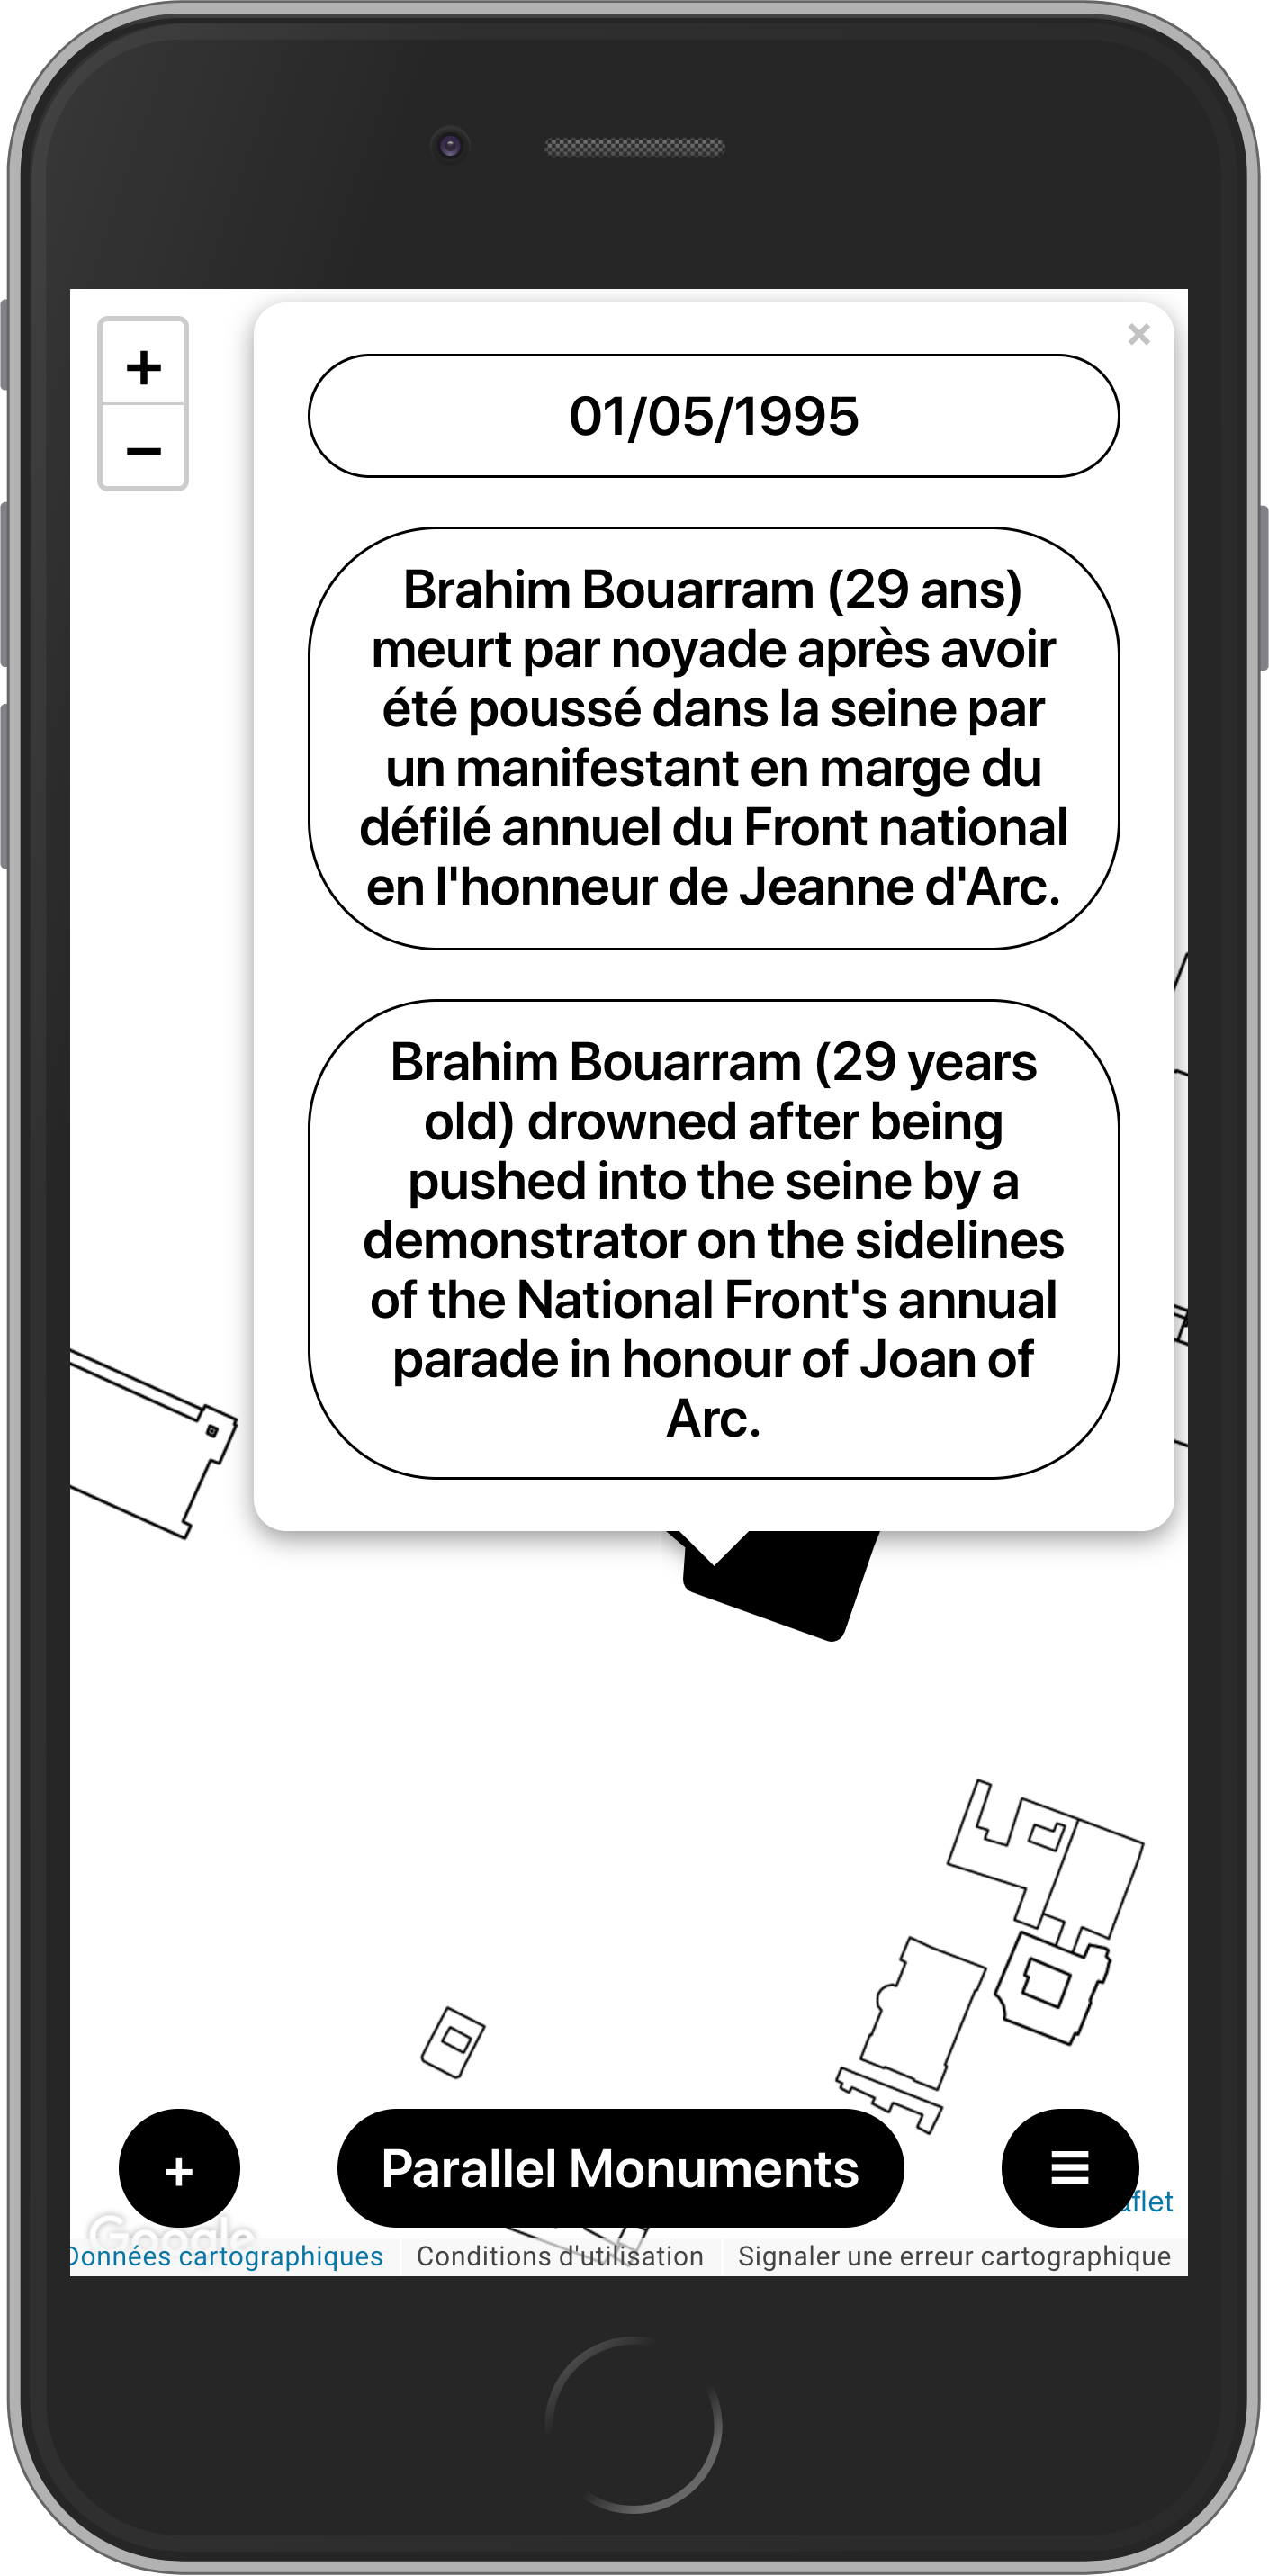 +
−
×
01/05/1995
Brahim Bouarram (29 ans)
meurt par noyade après avoir
été poussé dans la seine par
un manifestant en marge du
défilé annuel du Front national
en l'honneur de Jeanne d'Arc.
Brahim Bouarram (29 years
old) drowned after being
pushed into the seine by a
demonstrator on the sidelines
of the National Front's annual
parade in honour of Joan of
Arc.
+
Parallel Monuments
≡
aflet
Google
Données cartographiques
Conditions d'utilisation
Signaler une erreur cartographique